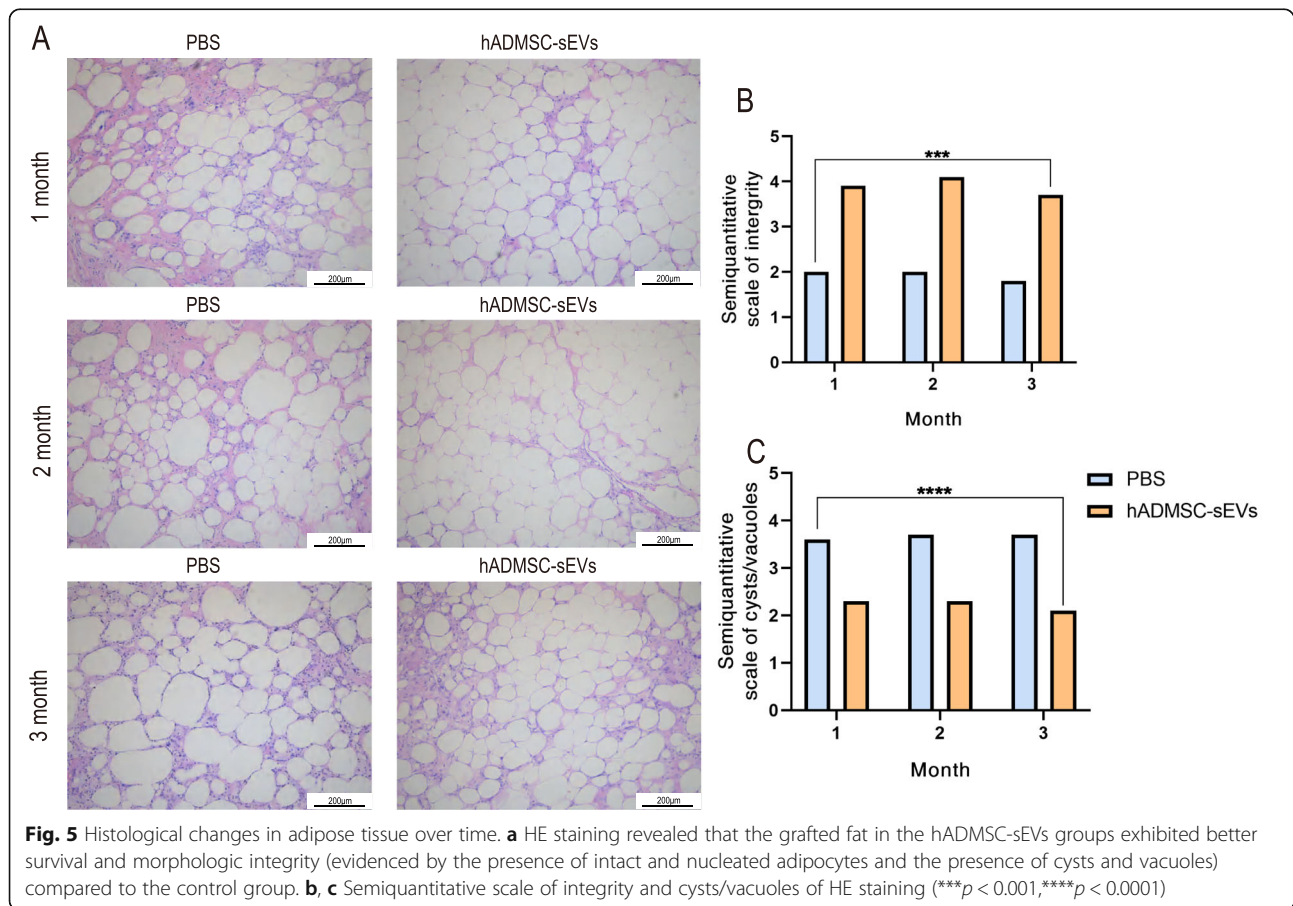 A
PBS
hADMSC-sEVs
1 month
200µm
200µm
PBS
hADMSC-sEVs
2 month
200µm
200µm
PBS
hADMSC-sEVs
3 month
200µm
200µm
B
Semiquantitative
scale of intergrity
5
4
3
2
1
0
***
1 2 3
Month
C
Semiquantitative
scale of cysts/vacuoles
5
4
3
2
1
0
****
1 2 3
Month
PBS
hADMSC-sEVs
Fig. 5 Histological changes in adipose tissue over time. a HE staining revealed that the grafted fat in the hADMSC-sEVs groups exhibited better
survival and morphologic integrity (evidenced by the presence of intact and nucleated adipocytes and the presence of cysts and vacuoles)
compared to the control group. b, c Semiquantitative scale of integrity and cysts/vacuoles of HE staining (***p < 0.001,****p < 0.0001)